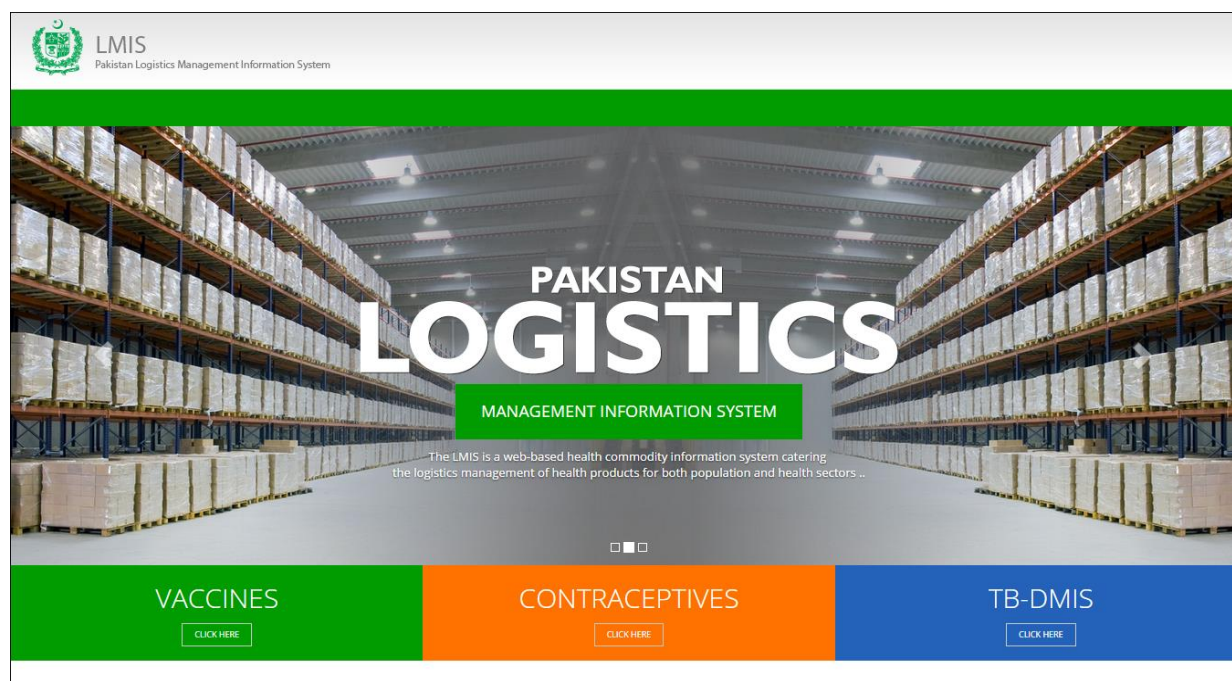 LMIS
Pakistan Logistics Management Information System
PAKISTAN
LOGISTICS
MANAGEMENT INFORMATION SYSTEM
The LMIS is a web-based health commodity information system catering
the logistics management of health products for both population and health sectors ..
VACCINES
CLICK HERE
CONTRACEPTIVES
CLICK HERE
TB-DMIS
CLICK HERE